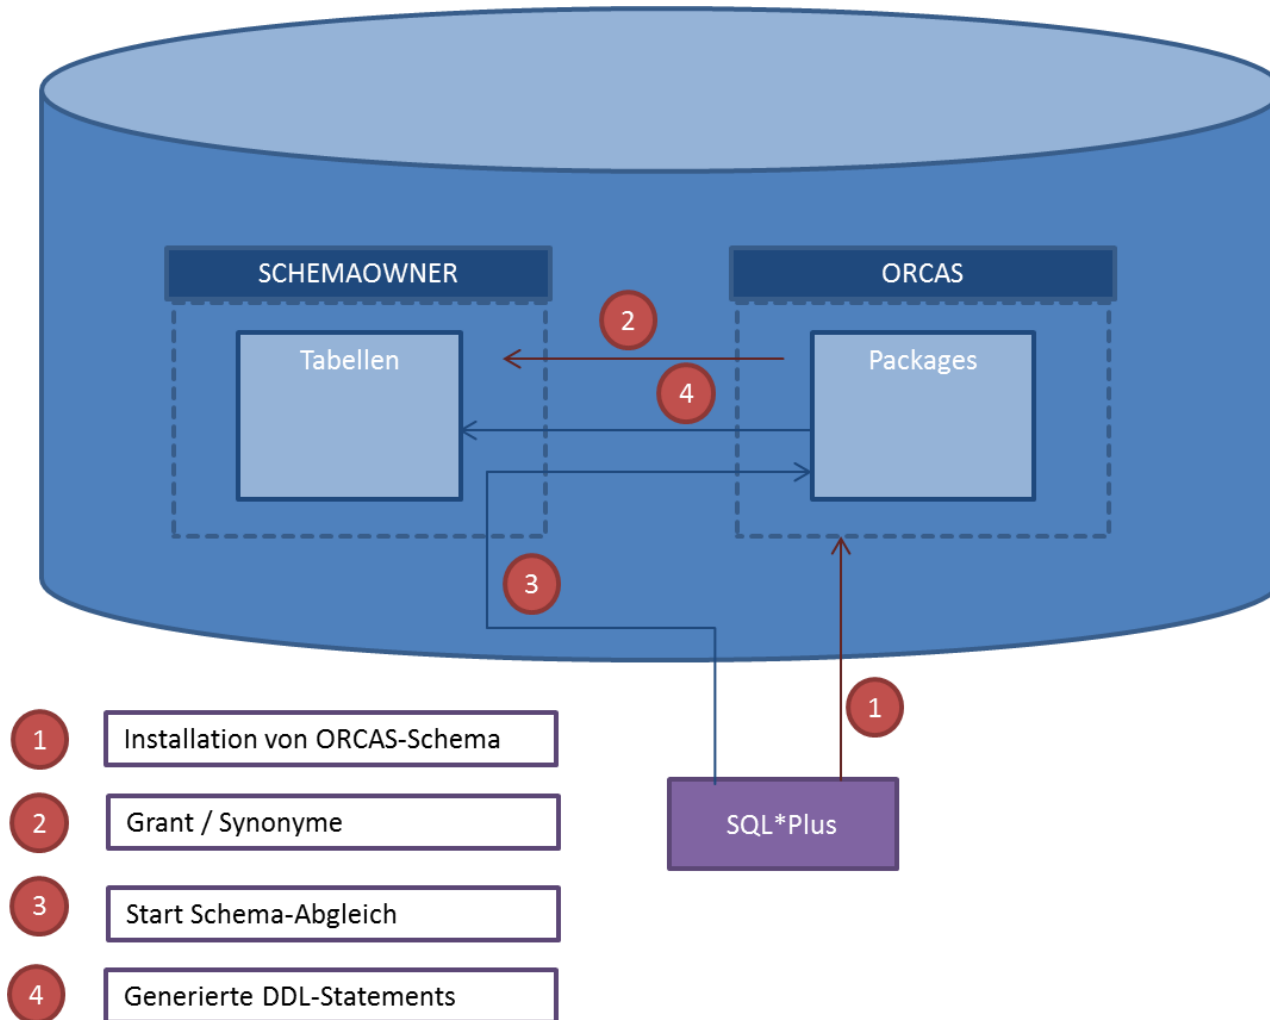 SCHEMAOWNER
ORCAS
2
Tabellen
Packages
4
3
1
1
Installation von ORCAS-Schema
SQL*Plus
2
Grant / Synonyme
3
Start Schema-Abgleich
4
Generierte DDL-Statements